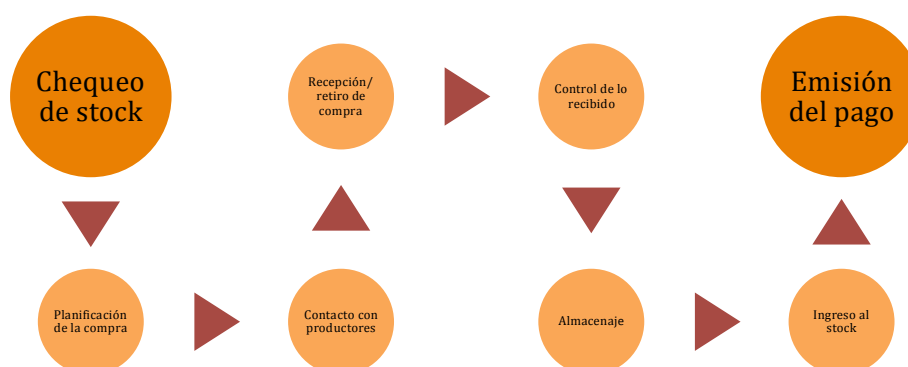 Chequeo
de stock
Planificación
de la compra
Contacto con
productores
Recepción/
retiro de
compra
Control de lo
recibido
Almacenaje
Ingreso al
stock
Emisión
del pago